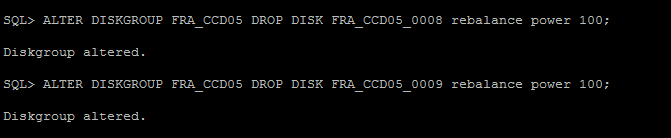 SQL> ALTER DISKGROUP FRA_CCD05 DROP DISK FRA_CCD05_0008 rebalance power 100;
Diskgroup altered.
SQL> ALTER DISKGROUP FRA_CCD05 DROP DISK FRA_CCD05_0009 rebalance power 100;
Diskgroup altered.